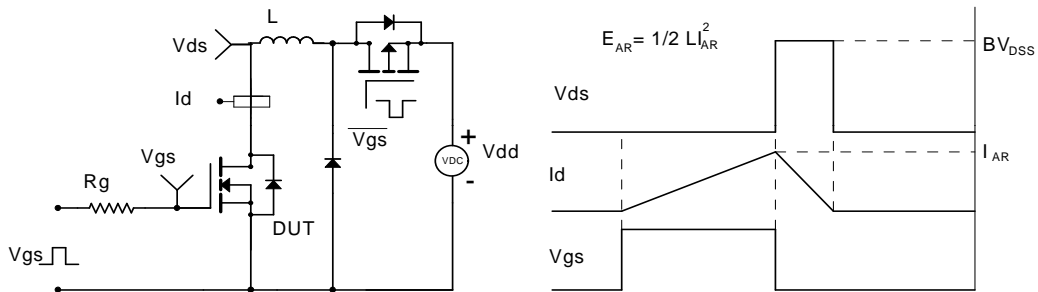 L
Vds
Id
Vgs
Rg
DUT
Vgs
Vgs
VDC
+
-
Vdd
E_AR= 1/2 LI_AR^2
BV_DSS
Vds
I_AR
Id
Vgs